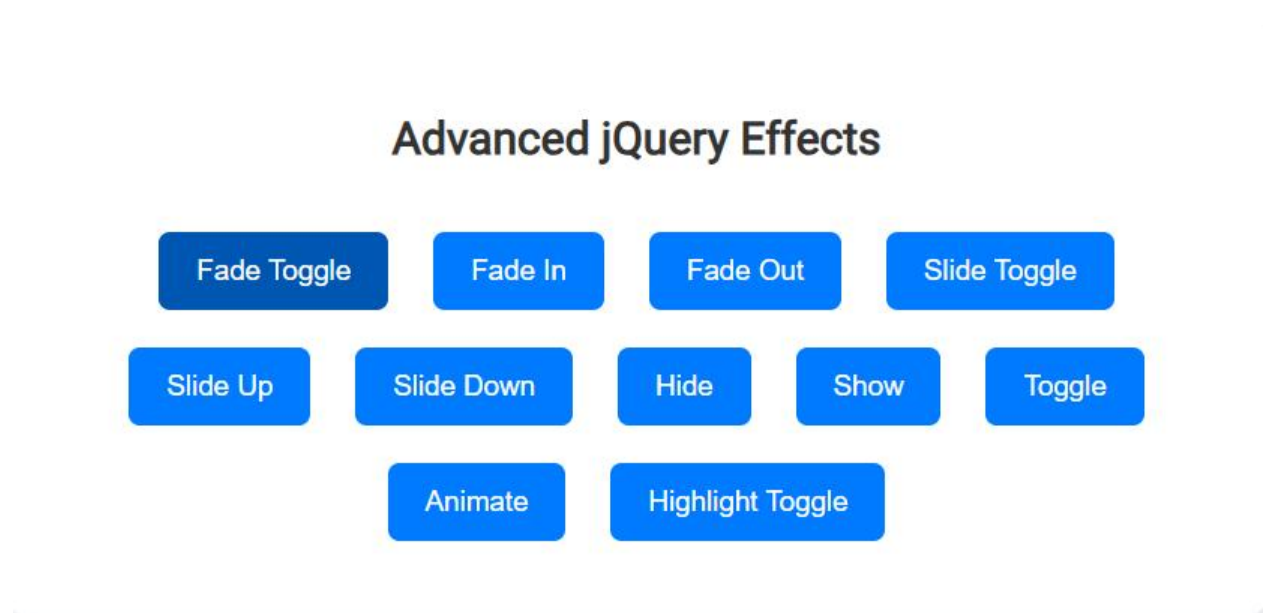 Advanced jQuery Effects
Fade Toggle Fade In Fade Out Slide Toggle
Slide Up Slide Down Hide Show Toggle
Animate Highlight Toggle